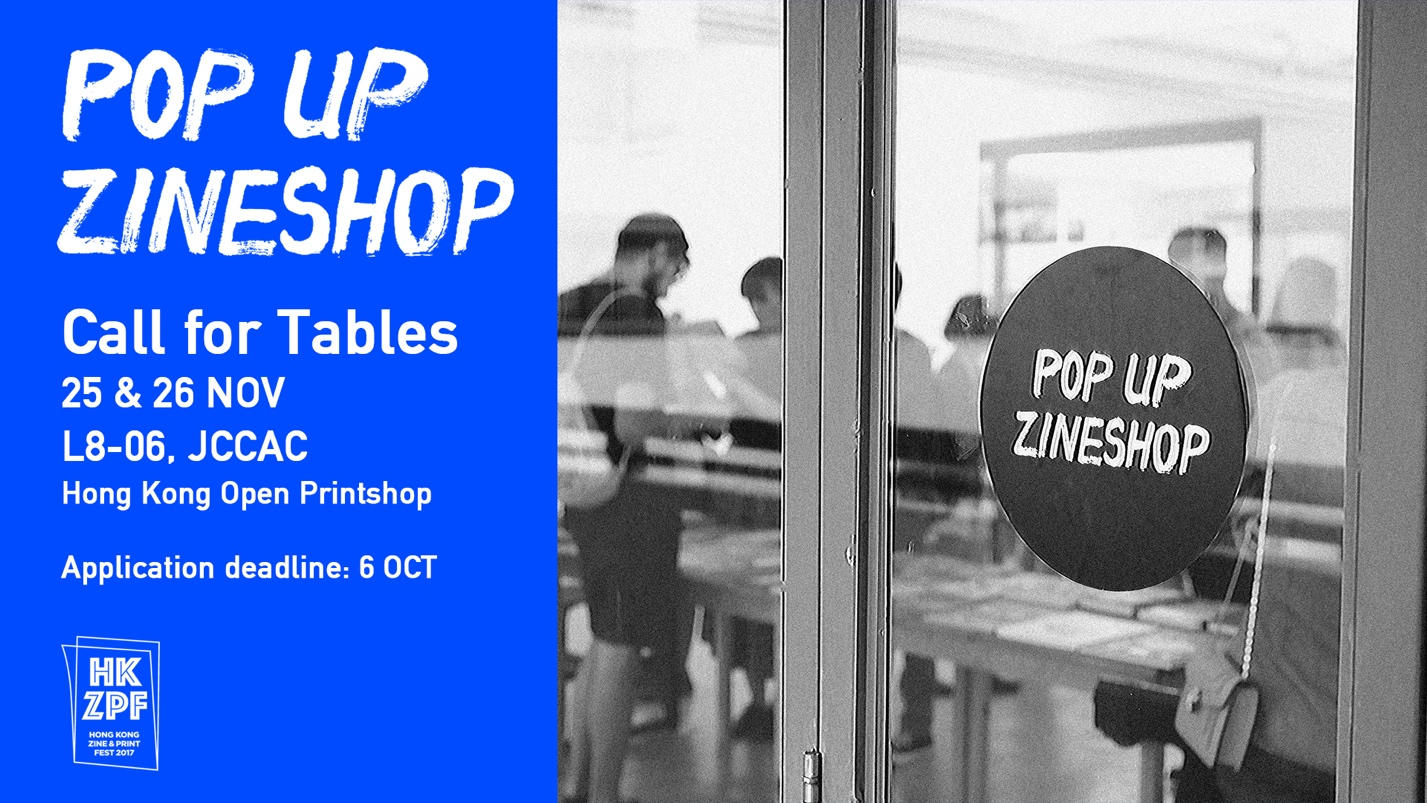 POP UP
ZINESHOP
Call for Tables
25 & 26 NOV
L8-06, JCCAC
Hong Kong Open Printshop
Application deadline: 6 OCT
HK
ZPF
HONG KONG
ZINE & PRINT
FEST 2017
POP UP
ZINESHOP